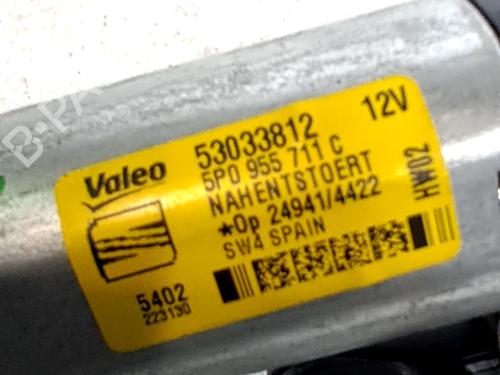 Valeo
53033812
12V
5P0 955 711 C
NAHENTSTOERT
*Op 24941/4422
SW4 SPAIN
HW02
5402
223130
B-PA